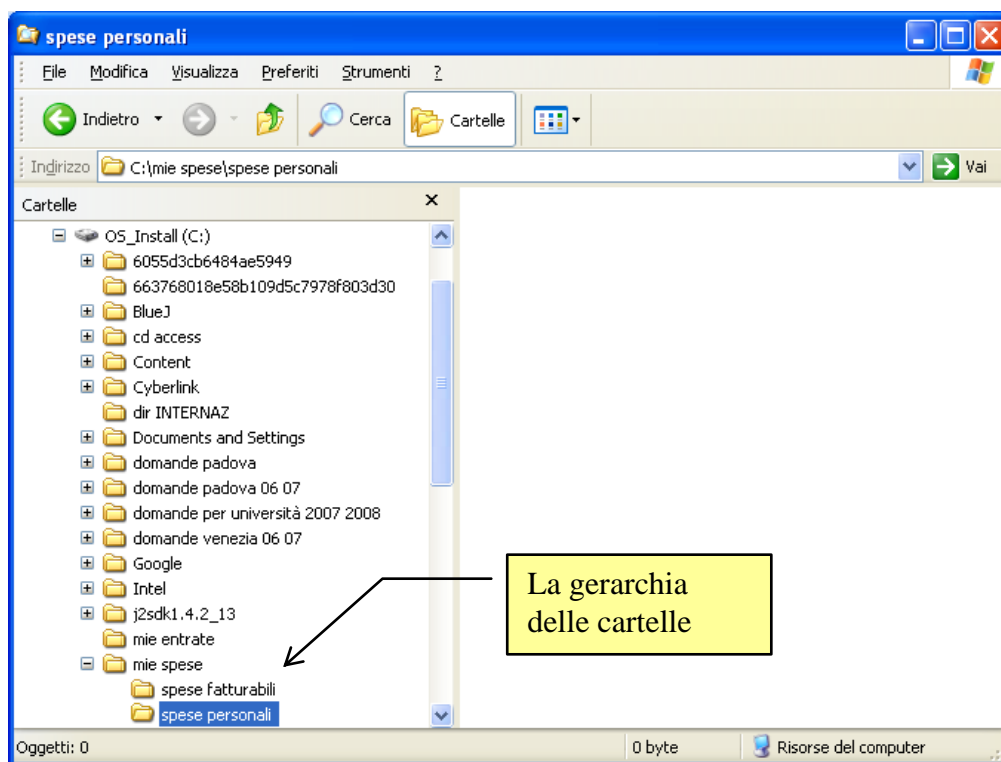 spese personali
File Modifica Visualizza Preferiti Strumenti ?
Indietro Cerca Cartelle
Indirizzo C:\mie spese\spese personali Vai
Cartelle
OS_Install (C:)
6055d3cb6484ae5949
663768018e58b109d5c7978f803d30
BlueJ
cd access
Content
Cyberlink
dir INTERNAZ
Documents and Settings
domande padova
domande padova 06 07
domande per università 2007 2008
domande venezia 06 07
Google
Intel
j2sdk1.4.2_13
mie entrate
mie spese
spese fatturabili
spese personali
La gerarchia
delle cartelle
Oggetti: 0 0 byte Risorse del computer